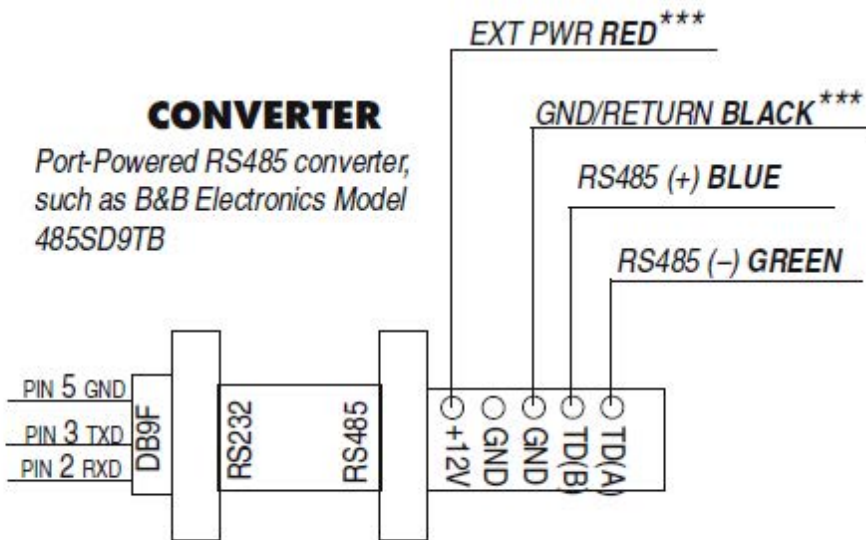 EXT PWR RED***
CONVERTER
GND/RETURN BLACK***
Port-Powered RS485 converter,
such as B&B Electronics Model
485SD9TB
RS485 (+) BLUE
RS485 (–) GREEN
PIN 5 GND
PIN 3 TXD
PIN 2 RXD
DB9F
RS232
RS485
+12V
GND
GND
TD(B)
TD(A)